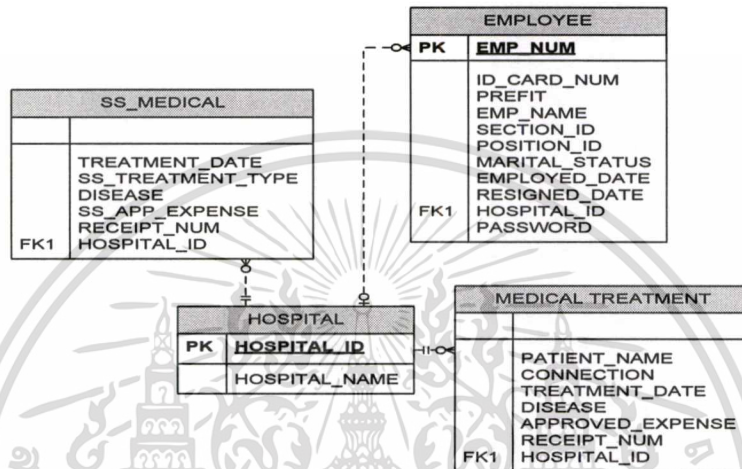 EMPLOYEE
PK EMP_NUM
ID_CARD_NUM
PREFIT
EMP_NAME
SECTION_ID
POSITION_ID
MARITAL_STATUS
EMPLOYED_DATE
RESIGNED_DATE
FK1 HOSPITAL_ID
PASSWORD
SS_MEDICAL
TREATMENT_DATE
SS_TREATMENT_TYPE
DISEASE
SS_APP_EXPENSE
RECEIPT_NUM
FK1 HOSPITAL_ID
HOSPITAL
PK HOSPITAL_ID
HOSPITAL_NAME
MEDICAL TREATMENT
PATIENT_NAME
CONNECTION
TREATMENT_DATE
DISEASE
APPROVED_EXPENSE
RECEIPT_NUM
FK1 HOSPITAL_ID